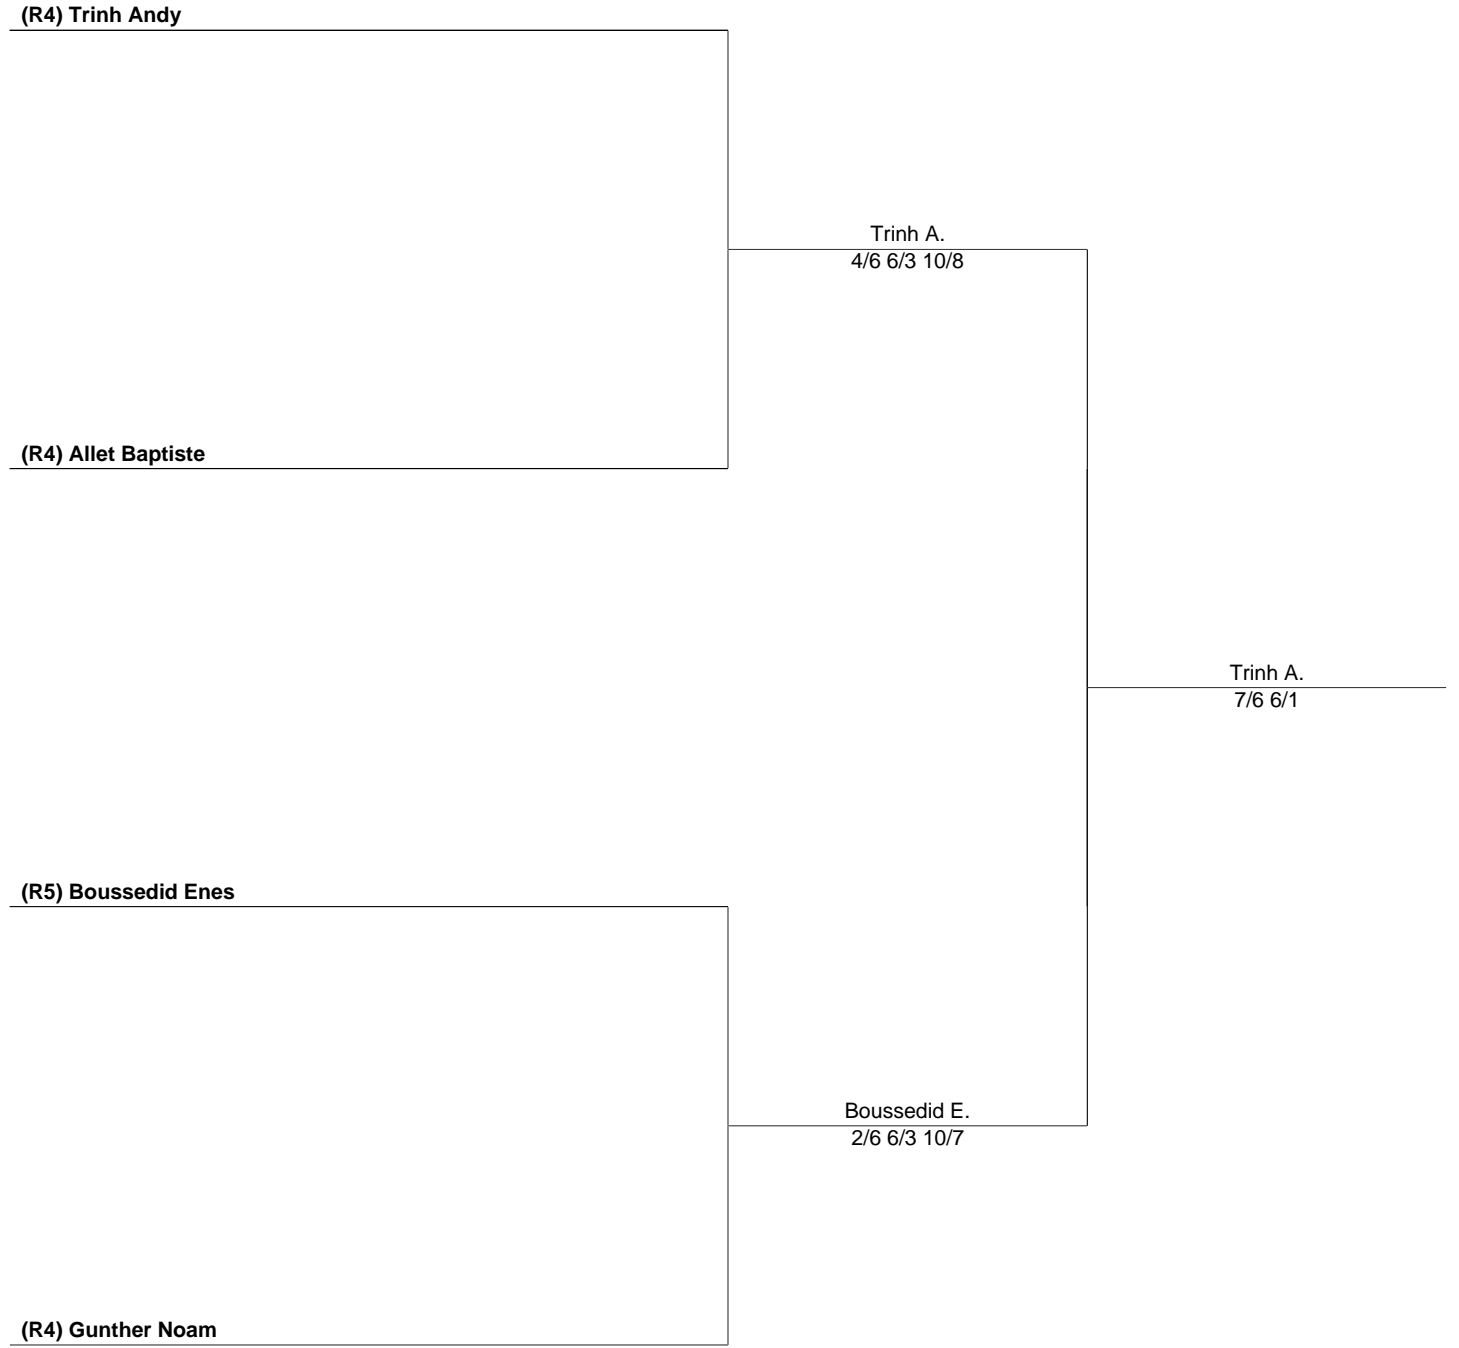 (R4) Trinh Andy
Trinh A.
4/6 6/3 10/8
(R4) Allet Baptiste
Trinh A.
7/6 6/1
(R5) Boussedid Enes
Boussedid E.
2/6 6/3 10/7
(R4) Gunther Noam